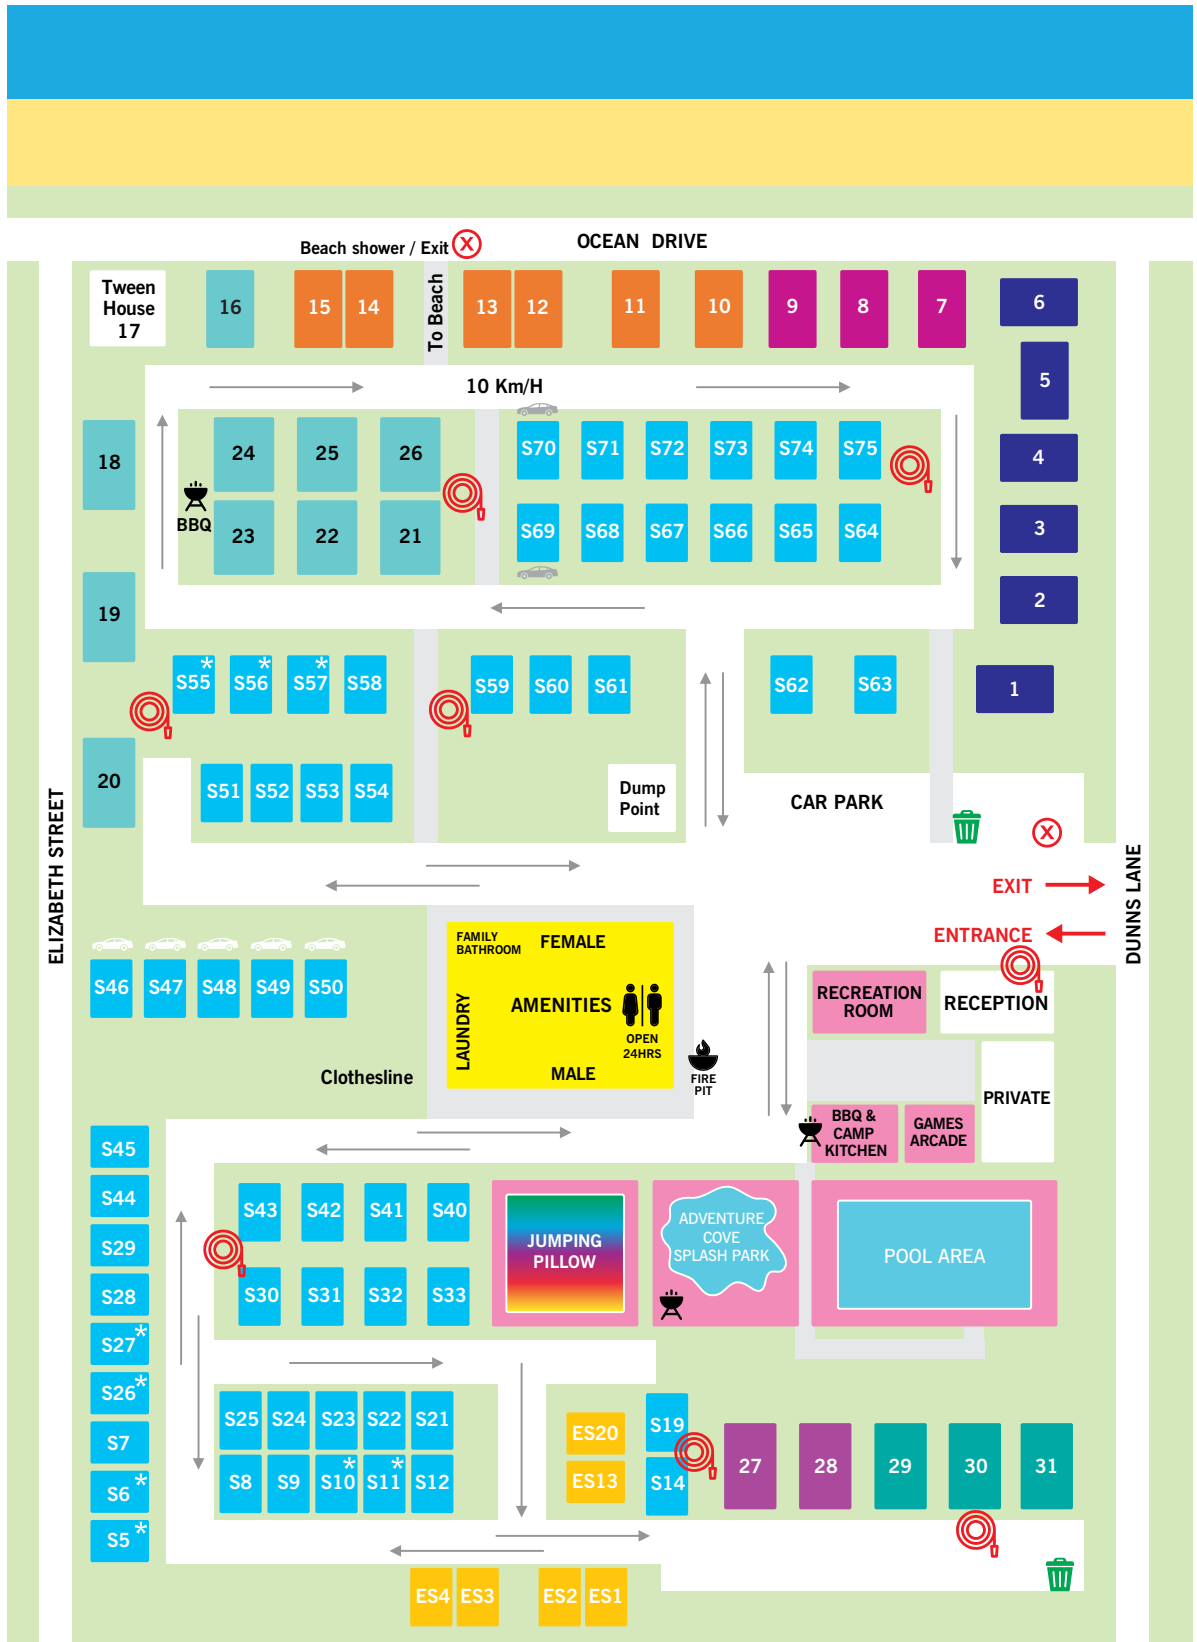 OCEAN DRIVE
Beach shower / Exit X
Tween
House
17
16
15
14
To Beach
13
12
11
10
9
8
7
6
5
10 Km/H
18
24
25
26
S70
S71
S72
S73
S74
S75
4
BBQ
23
22
21
S69
S68
S67
S66
S65
S64
3
2
19
S55*
S56*
S57*
S58
S59
S60
S61
S62
S63
1
20
S51
S52
S53
S54
Dump
Point
CAR PARK
X
EXIT
ENTRANCE
ELIZABETH STREET
DUNNS LANE
S46
S47
S48
S49
S50
FAMILY
BATHROOM
FEMALE
LAUNDRY
AMENITIES
OPEN
24HRS
MALE
Clothesline
FIRE
PIT
RECREATION
ROOM
RECEPTION
PRIVATE
BBQ &
CAMP
KITCHEN
GAMES
ARCADE
S45
S44
S29
S28
S27*
S26*
S7
S6*
S5*
S43
S42
S41
S40
S30
S31
S32
S33
JUMPING
PILLOW
ADVENTURE
COVE
SPLASH PARK
POOL AREA
S25
S24
S23
S22
S21
S8
S9
S10*
S11*
S12
ES20
ES13
S19
S14
27
28
29
30
31
ES4
ES3
ES2
ES1